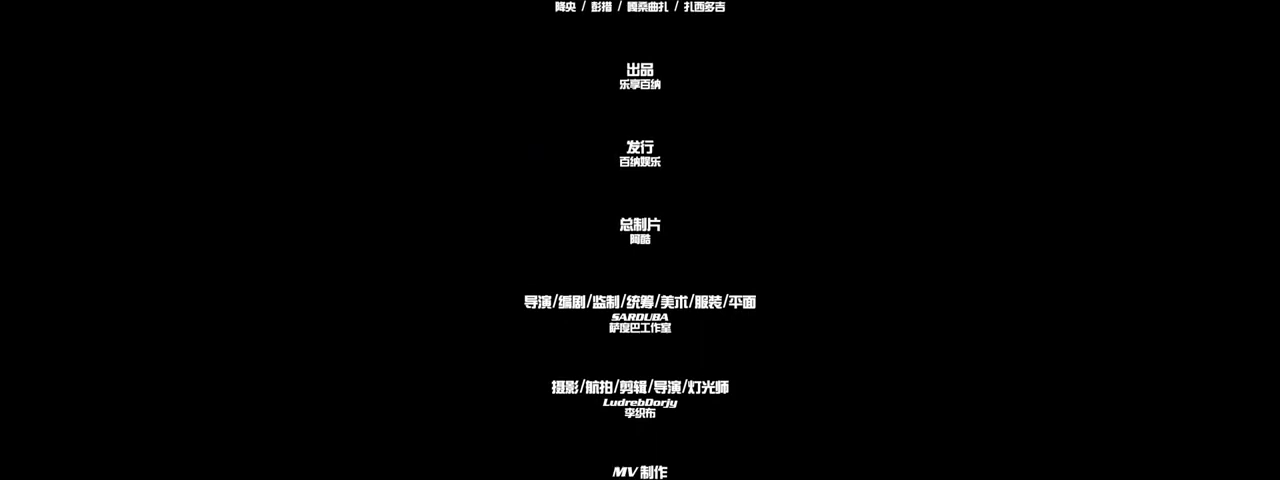 降央 / 彭措 / 嘎桑曲扎 / 扎西多吉
出品
乐享百纳
发行
百纳娱乐
总制片
阿酷
导演/编剧/监制/统筹/美术/服装/平面
SARDUBA
萨度巴工作室
摄影/航拍/剪辑/导演/灯光师
LudrebDorjy
李织布
MV 制作